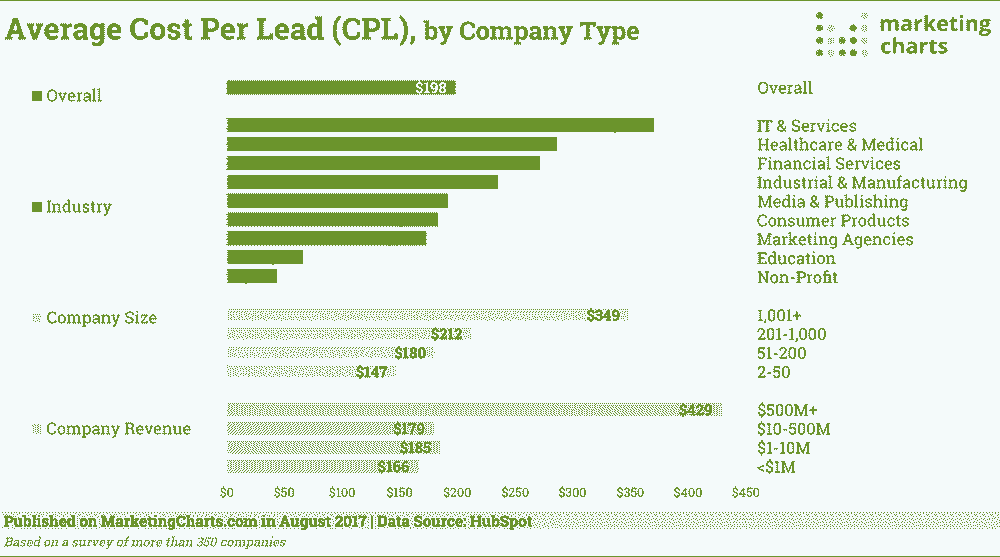 Average Cost Per Lead (CPL), by Company Type
marketing
charts
Overall
$198
Overall
Industry
IT & Services
Healthcare & Medical
Financial Services
Industrial & Manufacturing
Media & Publishing
Consumer Products
Marketing Agencies
Education
Non-Profit
Company Size
$349 1,001+
$212 201-1,000
$180 51-200
$147 2-50
Company Revenue
$429 $500M+
$179 $10-500M
$185 $1-10M
$166 <$1M
$0 $50 $100 $150 $200 $250 $300 $350 $400 $450
Published on MarketingCharts.com in August 2017 | Data Source: HubSpot
Based on a survey of more than 350 companies